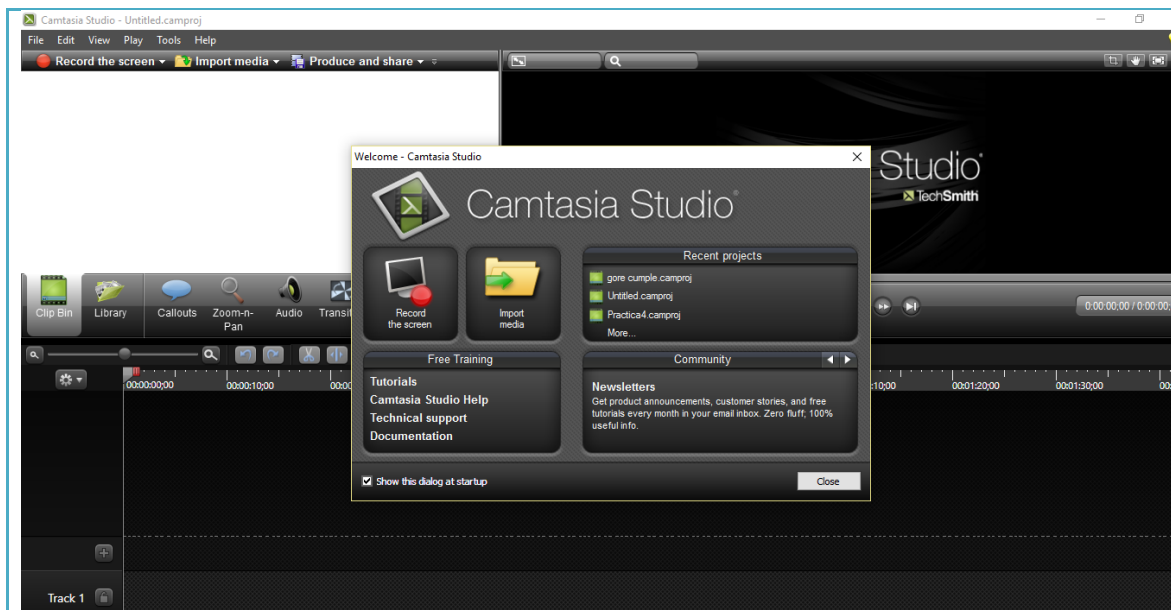 Camtasia Studio - Untitled.camproj
File Edit View Play Tools Help
Record the screen Import media Produce and share
Studio®
TechSmith
Welcome - Camtasia Studio
Camtasia Studio®
Record
the screen
Import
media
Recent projects
gore cumple.camproj
Untitled.camproj
Practica4.camproj
More...
Free Training
Tutorials
Camtasia Studio Help
Technical support
Documentation
Community
Newsletters
Get product announcements, customer stories, and free
tutorials every month in your email inbox. Zero fluff; 100%
useful info.
Show this dialog at startup
Close
Clip Bin Library Callouts Zoom-n-
Pan Audio
0:00:00;00 / 0:00:00;
00:00:00;00 00:00:10;00 00:01:20;00 00:01:30;00
Track 1